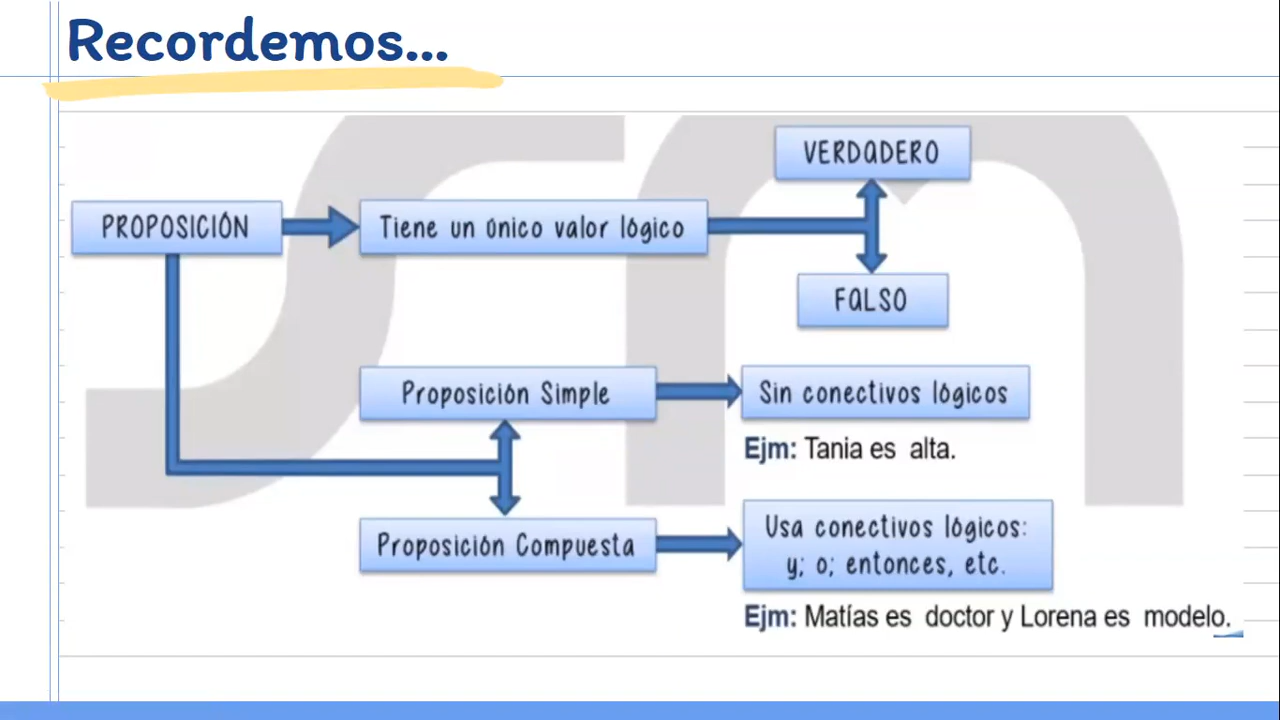 Recordemos...
VERDADERO
PROPOSICIÓN
Tiene un único valor lógico
FALSO
Proposición Simple
Sin conectivos lógicos
Ejm: Tania es alta.
Proposición Compuesta
Usa conectivos lógicos:
y; o; entonces, etc.
Ejm: Matías es doctor y Lorena es modelo.